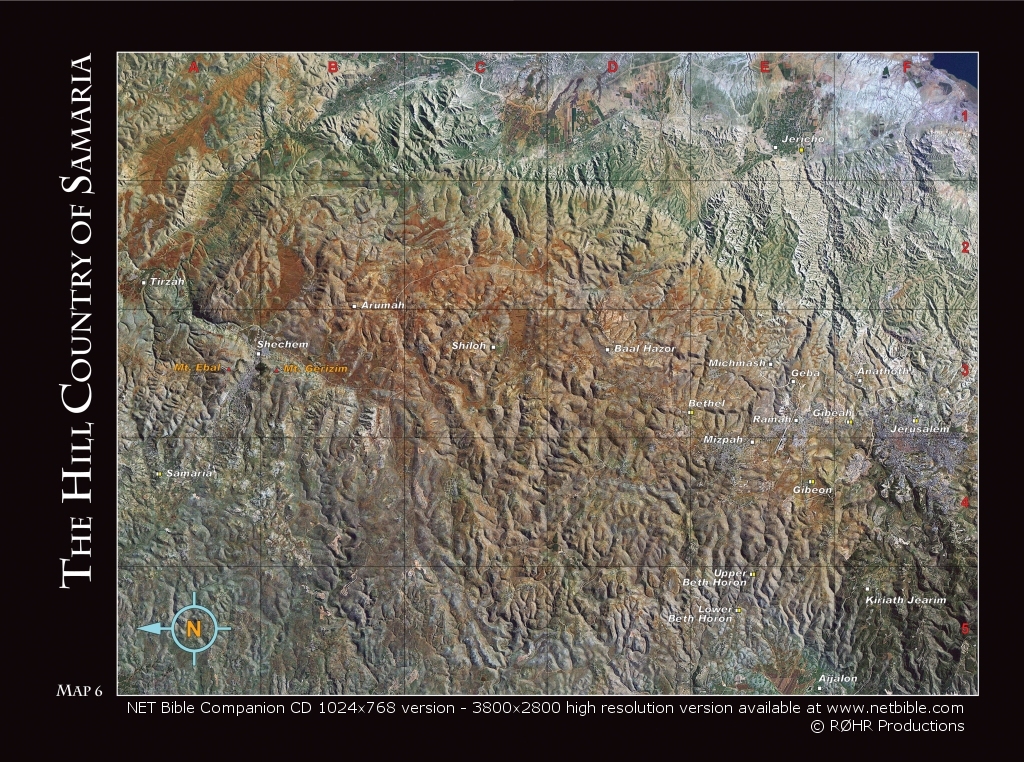 THE HILL COUNTRY OF SAMARIA
A B C D E F
1
Jericho
2
Tirzah
Arumah
Shechem
Shiloh
Baal Hazor
Mt. Ebal
Mt. Gerizim
Michmash
Geba
Anathoth
3
Bethel
Ramah
Gibeah
Jerusalem
Mizpah
Samaria
Gibeon
4
Upper
Beth Horon
Kiriath Jearim
Lower
Beth Horon
N
5
Aijalon
MAP 6
NET Bible Companion CD 1024x768 version - 3800x2800 high resolution version available at www.netbible.com
© RØHR Productions